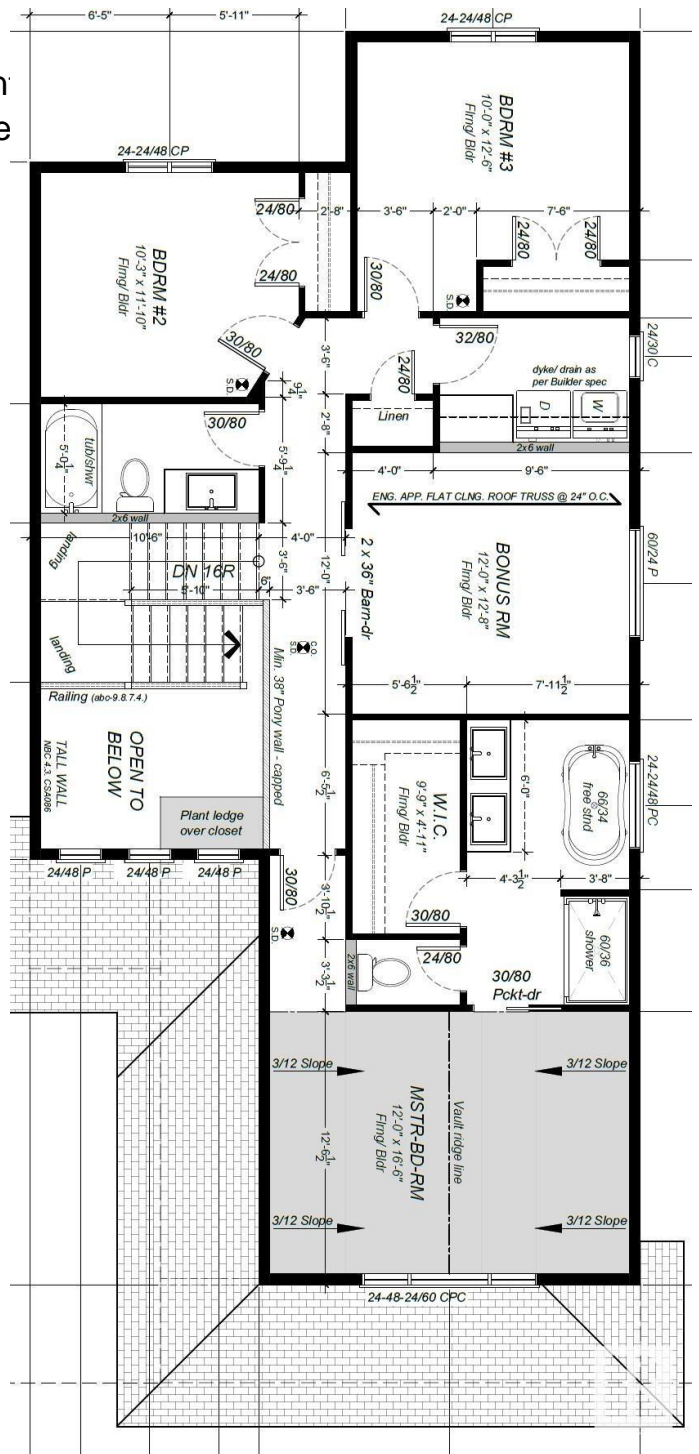 6'-5"
5'-11"
24-24/48 CP
24-24/48 CP
BDRM #3
10'-0" x 12'-6"
Flrng/ Bldr
24/80
2'-8"
3'-6"
2'-0"
7'-6"
24/80
24/80
BDRM #2
10'-3" x 11'-10"
Flrng/ Bldr
24/80
30/80
S.D.
30/80
3'-6"
32/80
24/30 C
24/80
dyke/ drain as
per Builder spec
S.D.
9 1/4"
30/80
2'-8"
Linen
D
W
2x6 wall
tub/shwr
5'-0 1/4"
5'-9 1/4"
4'-0"
9'-6"
ENG. APP. FLAT CLNG. ROOF TRUSS @ 24" O.C.
2x6 wall
landing
10'-6"
4'-0"
DN 16R
5'-10"
6"
3'-6"
3'-6"
12'-0"
2 x 36" Barn-dr
BONUS RM
12'-0" x 12'-8"
Flrng/ Bldr
60/24 P
landing
C.O.
S.D.
Min. 38" Pony wall - capped
Railing (abc-9.8.7.4.)
5'-6 1/2"
7'-11 1/2"
OPEN TO
BELOW
TALL WALL
NBC 4.3. CSA086
6'-5 1/2"
Plant ledge
over closet
W.I.C.
9'-9" x 4'-11"
Flrng/ Bldr
6'-0"
66/34
free stnd
24-24/48 PC
24/48 P
24/48 P
24/48 P
30/80
3'-10 1/2"
4'-3 1/2"
3'-8"
30/80
S.D.
24/80
60/36
shower
2x6 wall
3'-3 1/2"
30/80
Pckt-dr
3/12 Slope
3/12 Slope
MSTR-BD-RM
12'-0" x 16'-6"
Flrng/ Bldr
Vault ridge line
12'-6 1/2"
3/12 Slope
3/12 Slope
24-48-24/60 CPC